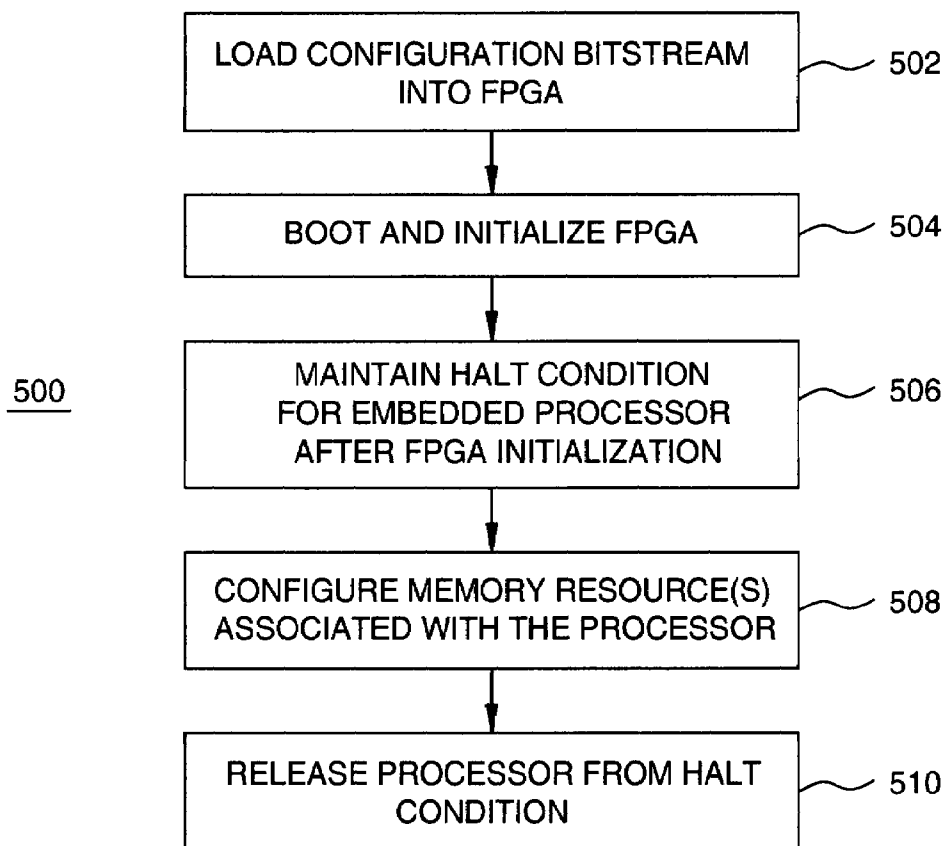 LOAD CONFIGURATION BITSTREAM
INTO FPGA
502
BOOT AND INITIALIZE FPGA
504
500
MAINTAIN HALT CONDITION
FOR EMBEDDED PROCESSOR
AFTER FPGA INITIALIZATION
506
CONFIGURE MEMORY RESOURCE(S)
ASSOCIATED WITH THE PROCESSOR
508
RELEASE PROCESSOR FROM HALT
CONDITION
510